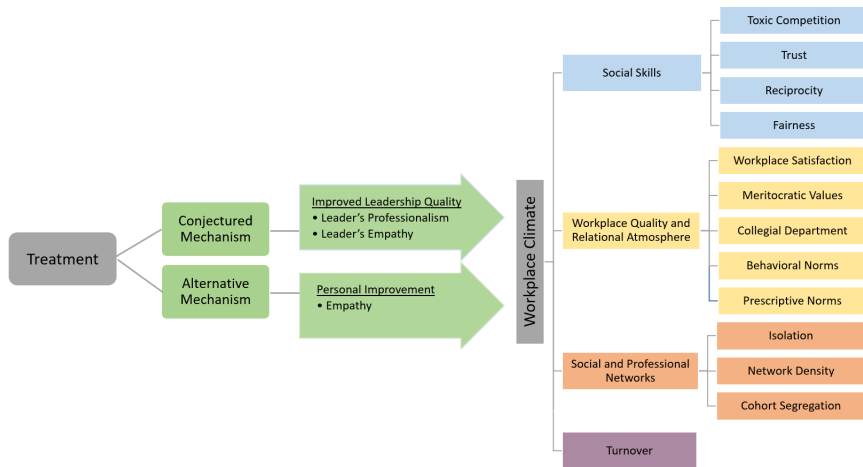 Treatment
Conjectured
Mechanism
Alternative
Mechanism
Improved Leadership Quality
• Leader's Professionalism
• Leader's Empathy
Personal Improvement
• Empathy
Workplace Climate
Social Skills
Toxic Competition
Trust
Reciprocity
Fairness
Workplace Quality and
Relational Atmosphere
Workplace Satisfaction
Meritocratic Values
Collegial Department
Behavioral Norms
Prescriptive Norms
Social and Professional
Networks
Isolation
Network Density
Cohort Segregation
Turnover